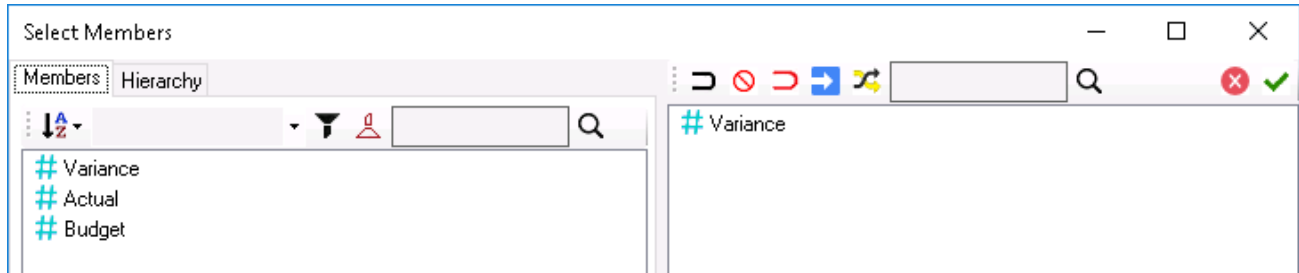 Select Members
Members Hierarchy
A
Z
Variance
Actual
Budget
Variance